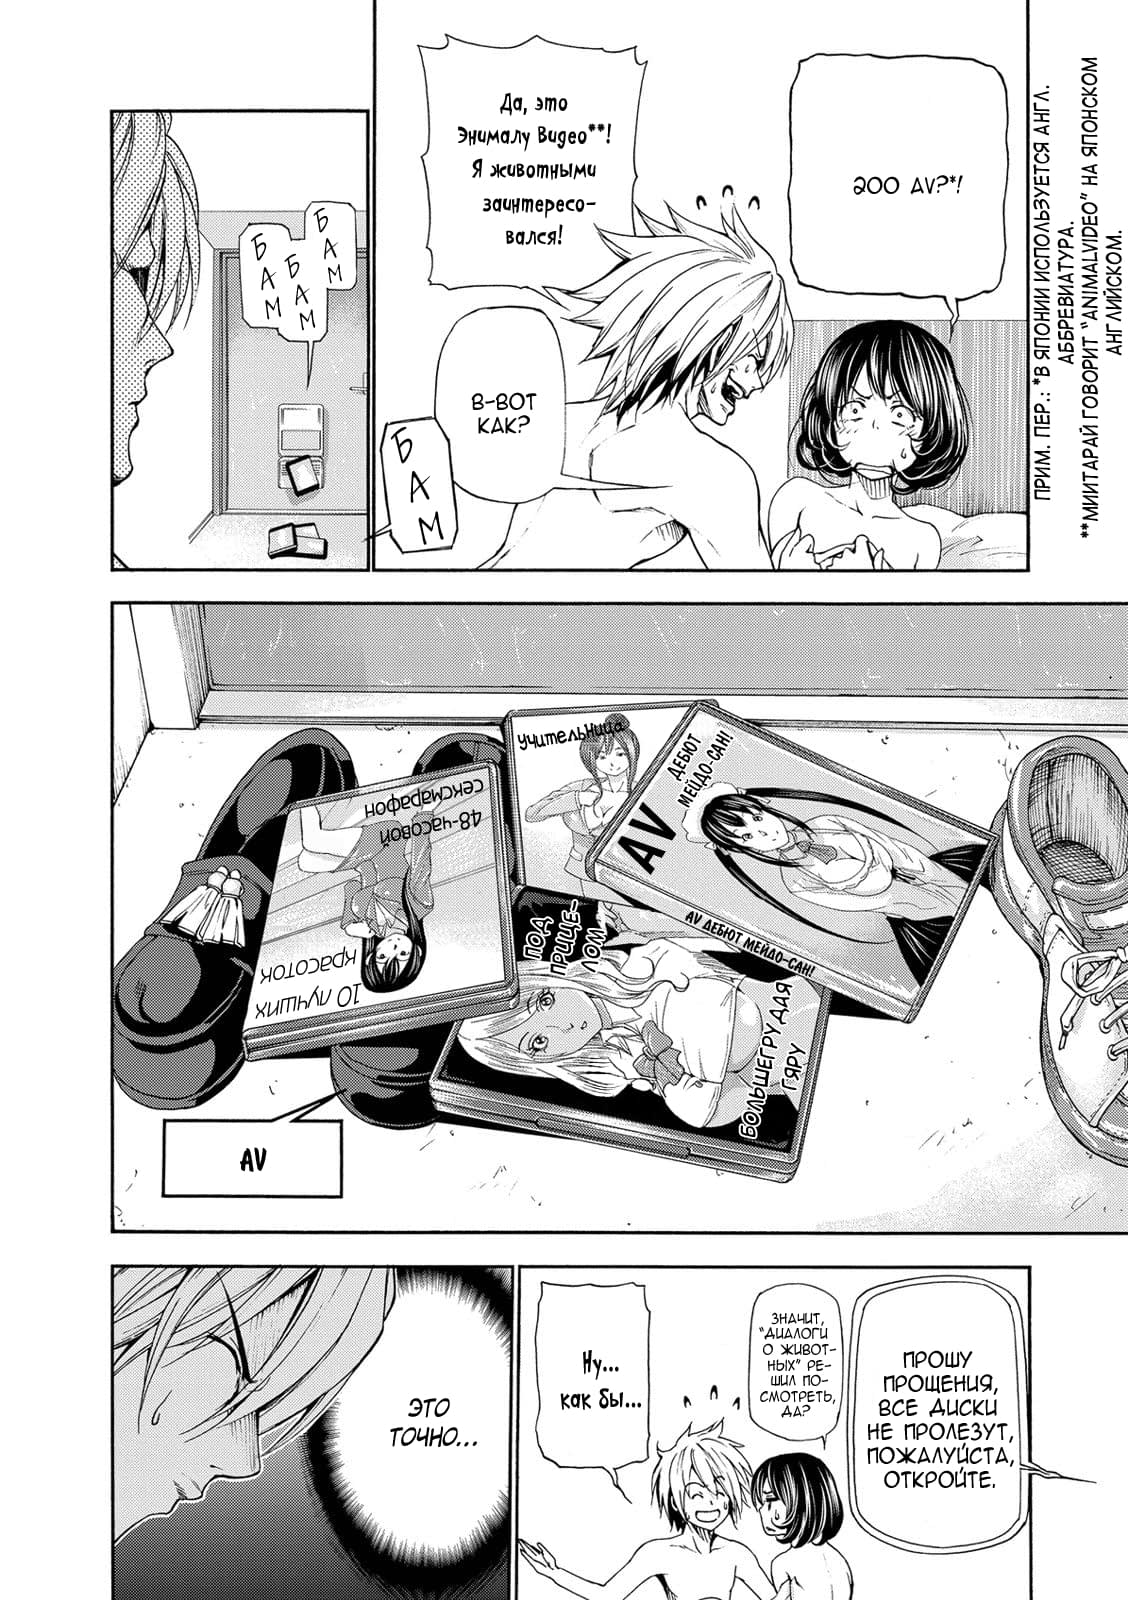 200 AV?*!
Да, это
Энималу Видео**!
Я животными
заинтересо-
вался!
В-ВОТ
КАК?
БАМ
БАМ
БАМ
БАМ
ПРИМ. ПЕР.: *В ЯПОНИИ ИСПОЛЬЗУЕТСЯ АНГЛ.
АББРЕВИАТУРА.
**МИИТАРАЙ ГОВОРИТ "ANIMALVIDEO" НА ЯПОНСКОМ
АНГЛИЙСКОМ.
учительница
AV
ДЕБЮТ
МЕЙДО-САН!
AV ДЕБЮТ МЕЙДО-САН!
48-часовой
сексмарафон
10 лучших
красоток
ПОД
ПРИЦЕ-
ЛОМ
БОЛЬШЕГРУДАЯ
ГЯРУ
AV
ПРОШУ
ПРОЩЕНИЯ,
ВСЕ ДИСКИ
НЕ ПРОЛЕЗУТ,
ПОЖАЛУЙСТА,
ОТКРОЙТЕ.
ЗНАЧИТ,
"ДИАЛОГИ
О ЖИВОТ-
НЫХ" РЕ-
ШИЛ ПО-
СМОТРЕТЬ,
ДА?
Ну...
как бы...
ЭТО
ТОЧНО...